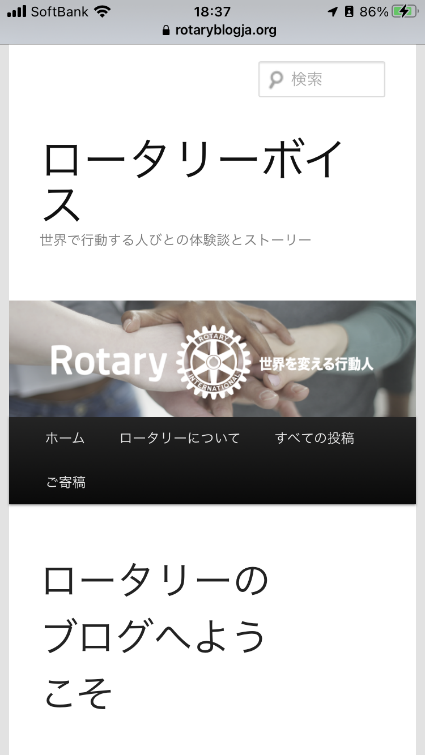 SoftBank 18:37 86%
rotaryblogja.org
検索
ロータリーボイ
ス
世界で行動する人びとの体験談とストーリー
Rotary ROTARY INTERNATIONAL 世界を変える行動人
ホーム ロータリーについて すべての投稿
ご寄稿
ロータリーの
ブログへよう
こそ